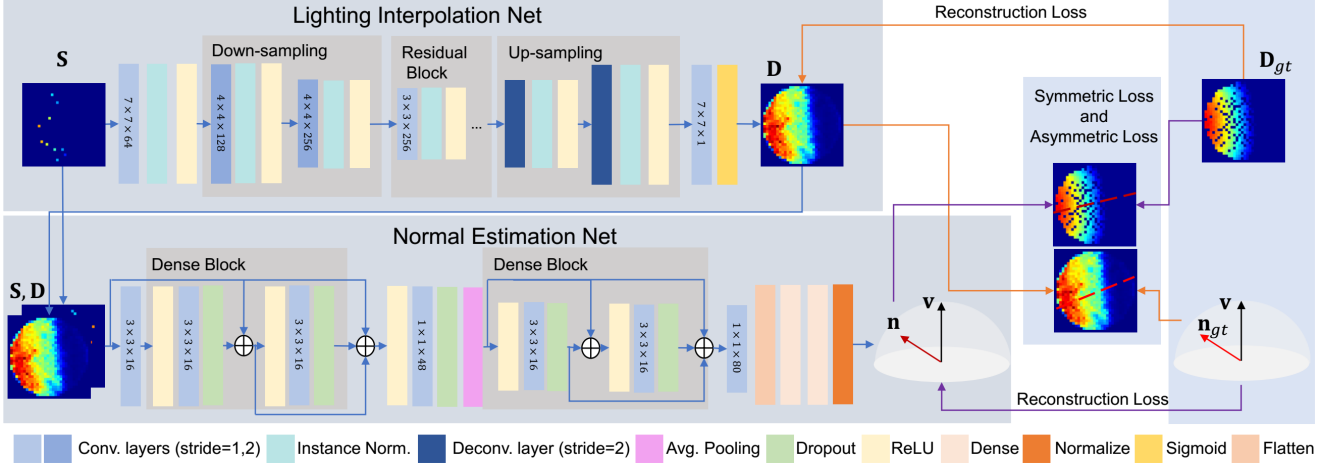 Lighting Interpolation Net
Reconstruction Loss
S
Down-sampling
Residual
Block
Up-sampling
D
D_gt
7×7×64
4×4×128
4×4×256
3×3×256
...
7×7×1
Symmetric Loss
and
Asymmetric Loss
Normal Estimation Net
S, D
Dense Block
Dense Block
3×3×16
3×3×16
3×3×16
1×1×48
3×3×16
3×3×16
1×1×80
n
v
n_gt
v
Reconstruction Loss
Conv. layers (stride=1,2)
Instance Norm.
Deconv. layer (stride=2)
Avg. Pooling
Dropout
ReLU
Dense
Normalize
Sigmoid
Flatten